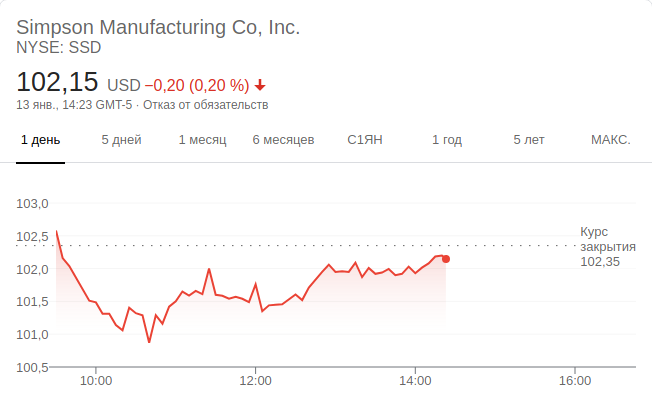 Simpson Manufacturing Co, Inc.
NYSE: SSD
102,15 USD −0,20 (0,20 %)
13 янв., 14:23 GMT-5 · Отказ от обязательств
1 день 5 дней 1 месяц 6 месяцев С1ЯН 1 год 5 лет МАКС.
103,0
102,5
Курс
закрытия
102,35
102,0
101,5
101,0
100,5
10:00 12:00 14:00 16:00